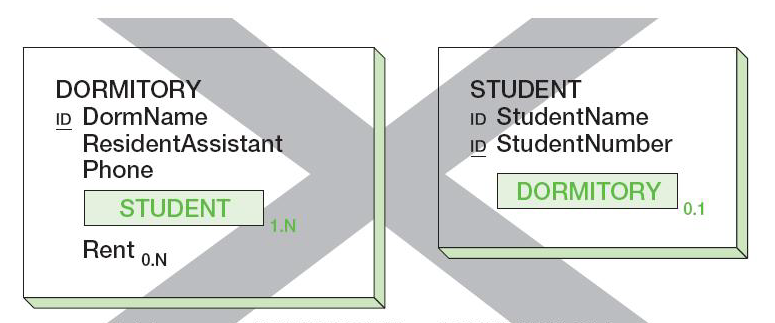 DORMITORY
ID DormName
ResidentAssistant
Phone
STUDENT 1.N
Rent 0.N
STUDENT
ID StudentName
ID StudentNumber
DORMITORY 0.1